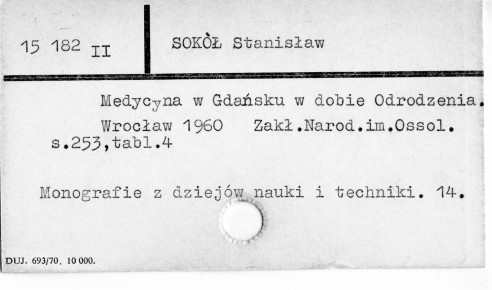 15 182 II
SOKÒŁ Stanisław
Medycyna w Gdańsku w dobie Odrodzenia.
Wrocław 1960 Zakł.Narod.im.Ossol.
s.253,tabl.4
Monografie z dziejów nauki i techniki. 14.
DUJ. 693/70, 10 000.